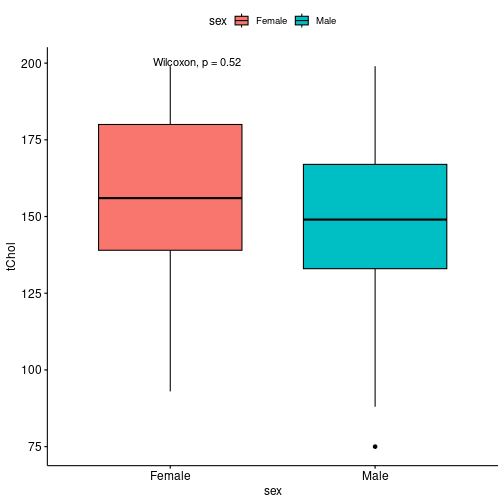 sex Female Male
Wilcoxon, p = 0.52
200
175
150
125
100
75
tChol
Female Male
sex